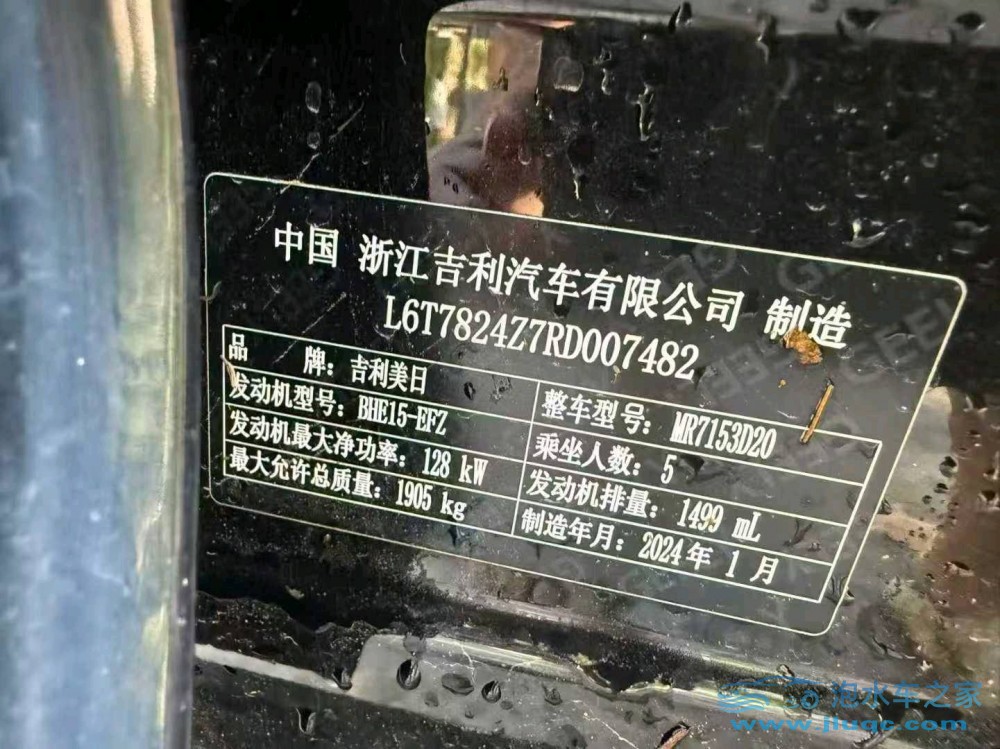 中国 浙江吉利汽车有限公司 制造
L6T7824Z7RD007482
品 牌：吉利美日
整车型号：MR7153D20
发动机型号：BHE15-EFZ
乘坐人数：5
发动机最大净功率：128 kW
发动机排量：1499 mL
最大允许总质量：1905 kg
制造年月：2024年 1 月
泡水车之家
www.jiuqc.com